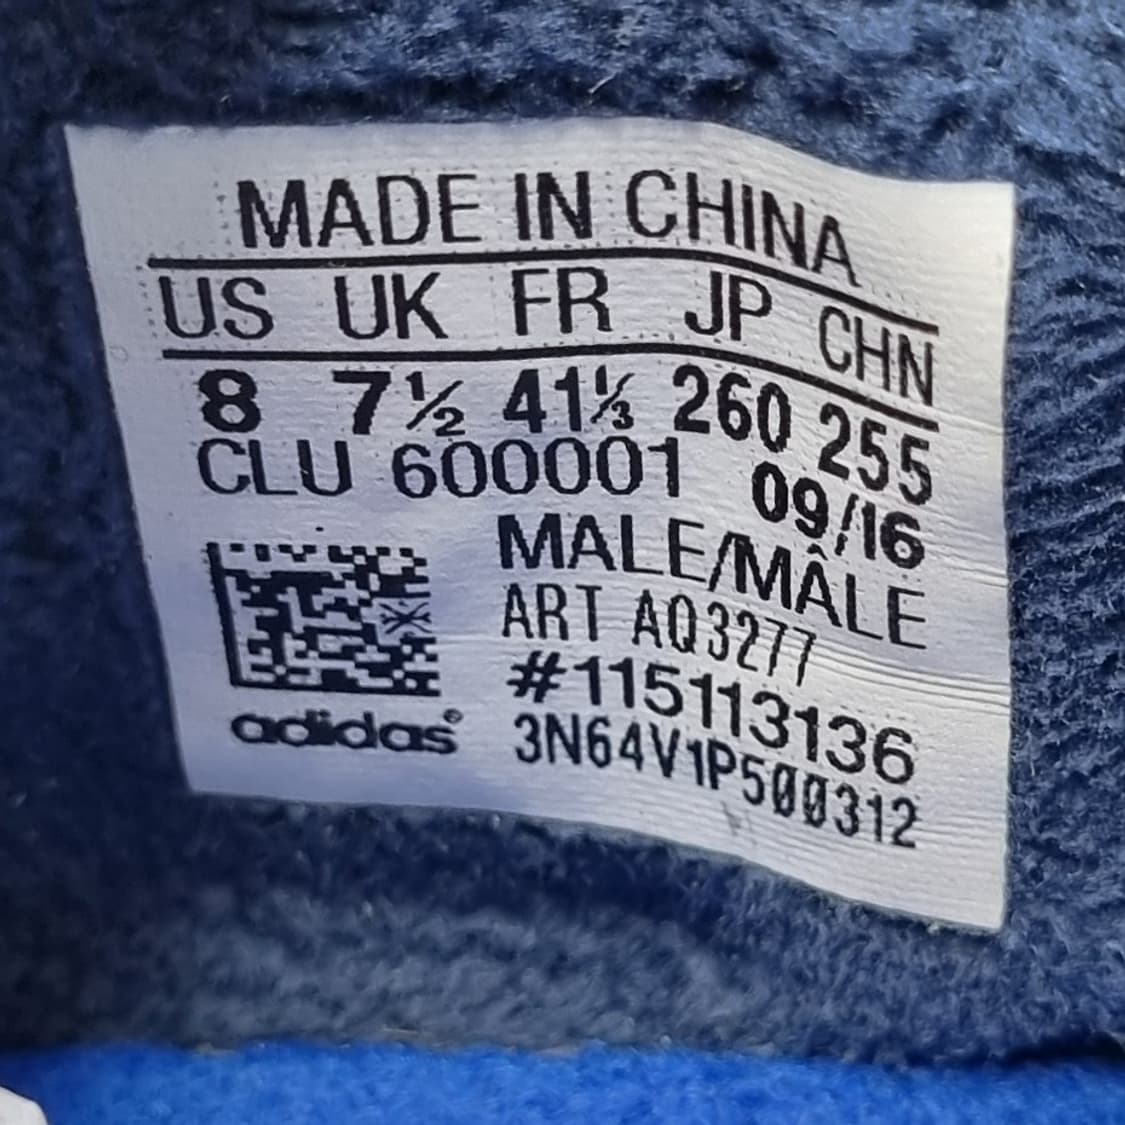 MADE IN CHINA
US UK FR JP CHN
8 7½ 41⅓ 260 255
CLU 600001 09/16
MALE/MÂLE
ART AQ3277
#115113136
adidas® 3N64V1P500312